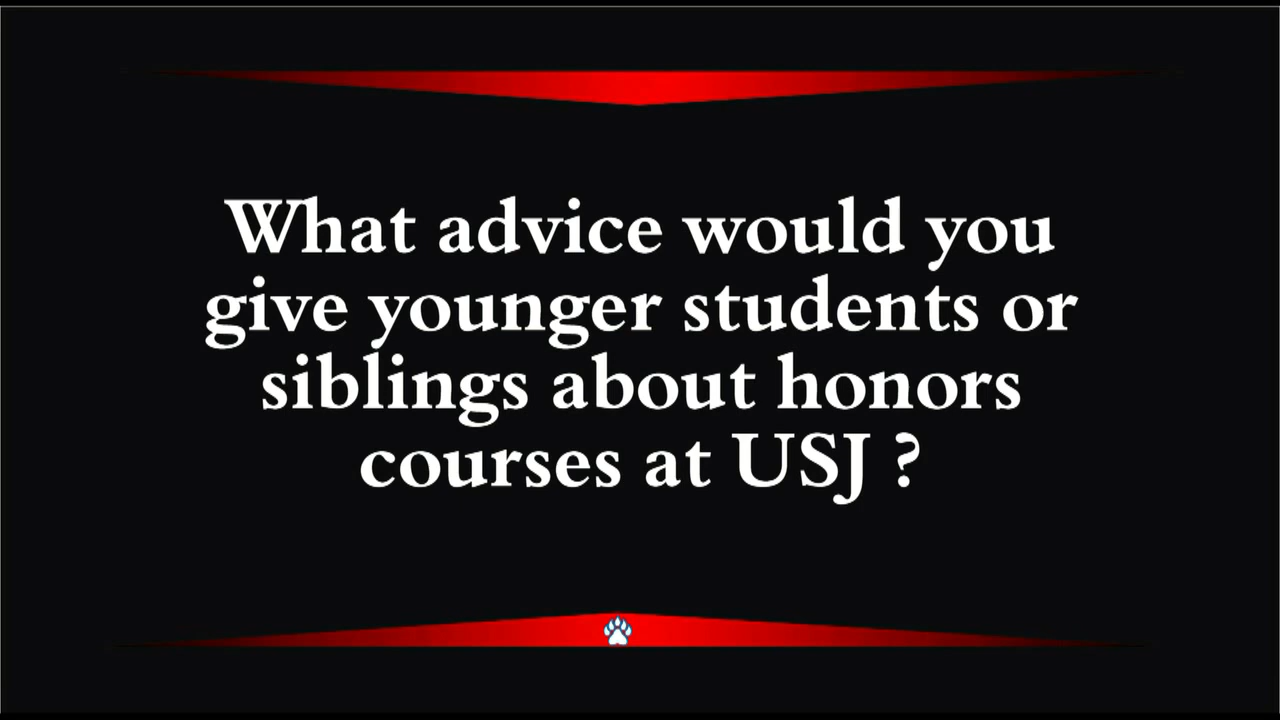 What advice would you
give younger students or
siblings about honors
courses at USJ ?